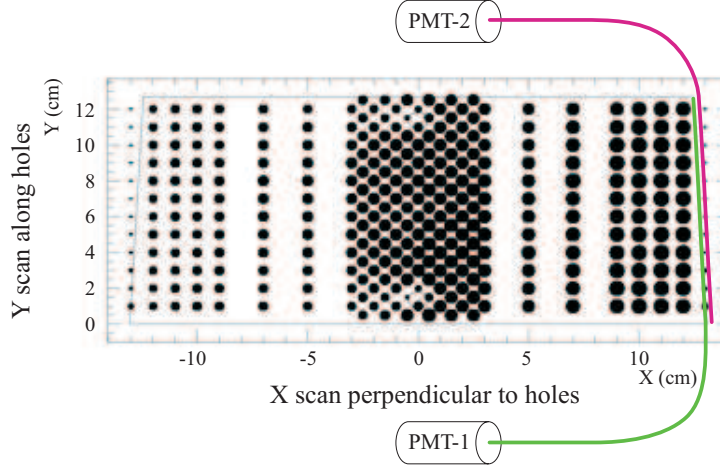 PMT-2
Y scan along holes
Y (cm)
12
10
8
6
4
2
0
-10
-5
0
5
10
X (cm)
X scan perpendicular to holes
PMT-1